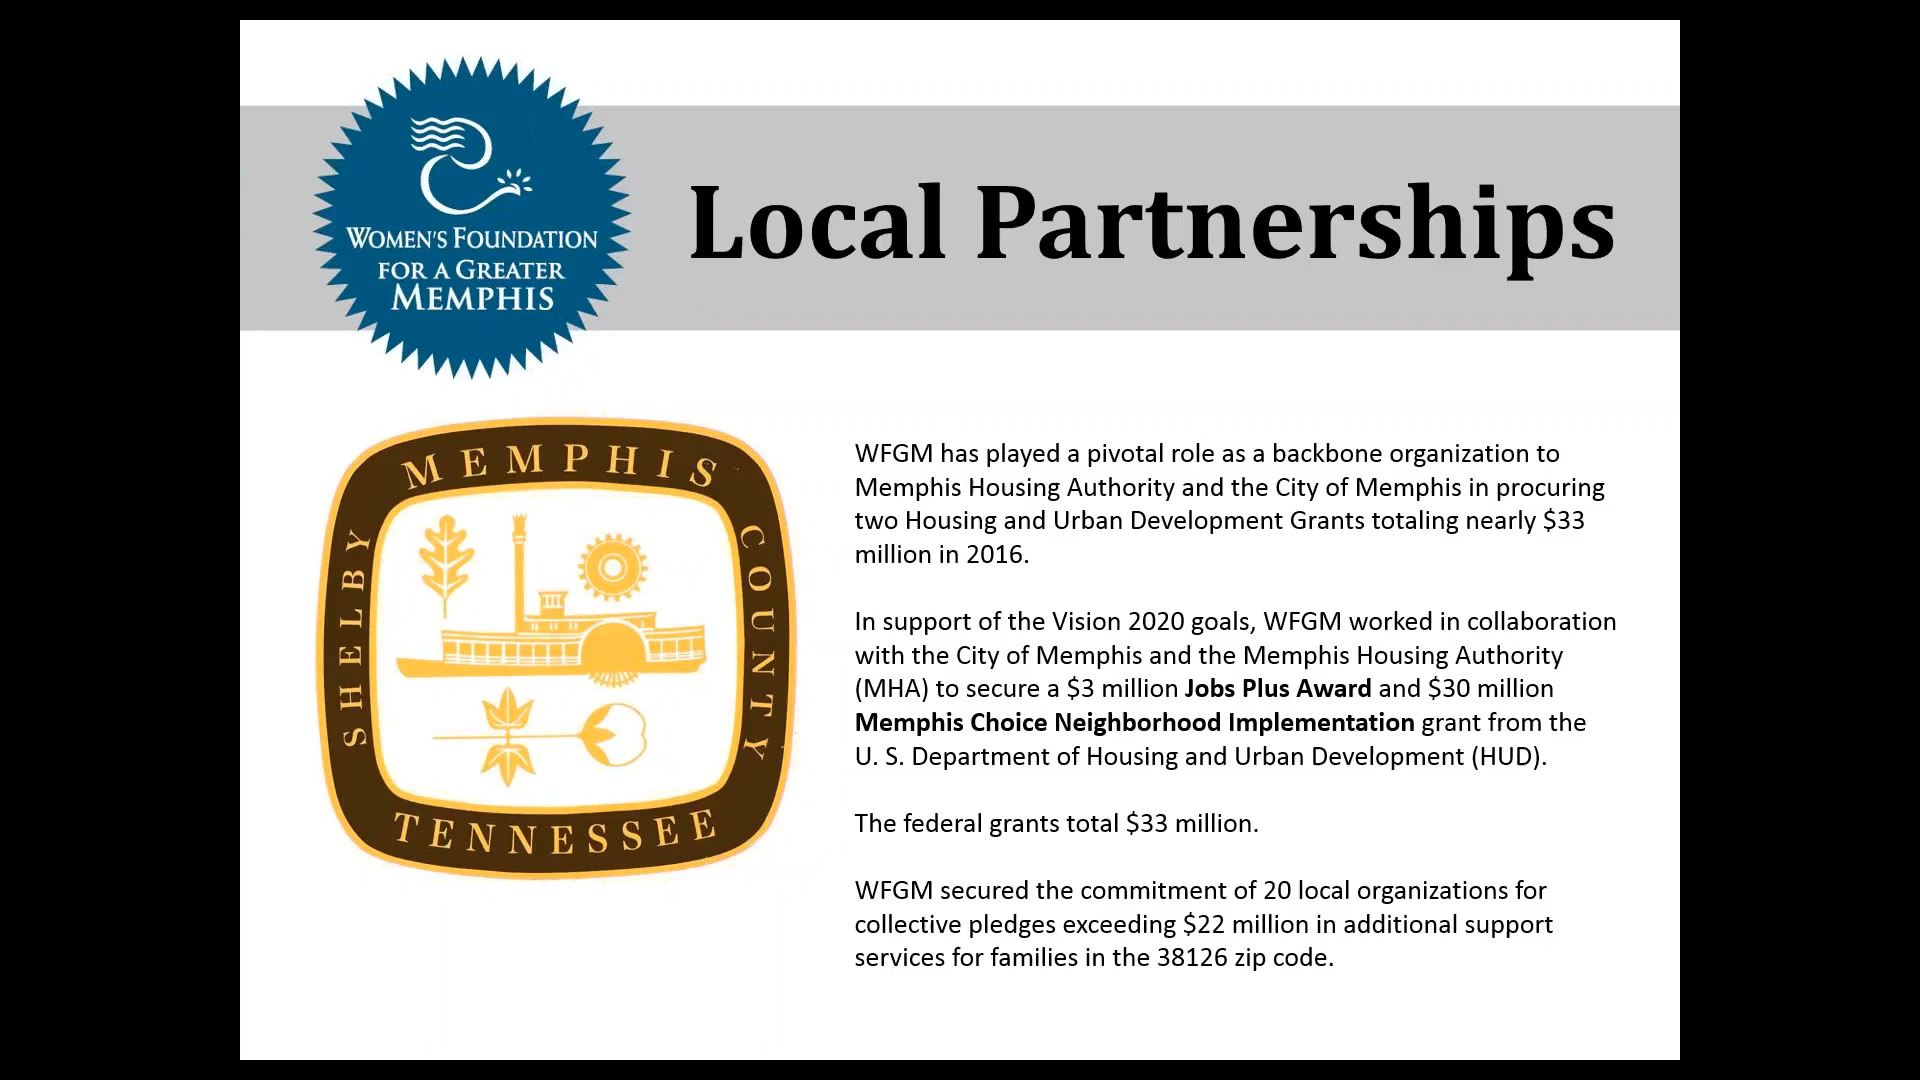 WOMEN'S FOUNDATION
FOR A GREATER
MEMPHIS
Local Partnerships
MEMPHIS
SHELBY
COUNTY
TENNESSEE
WFGM has played a pivotal role as a backbone organization to
Memphis Housing Authority and the City of Memphis in procuring
two Housing and Urban Development Grants totaling nearly $33
million in 2016.
In support of the Vision 2020 goals, WFGM worked in collaboration
with the City of Memphis and the Memphis Housing Authority
(MHA) to secure a $3 million Jobs Plus Award and $30 million
Memphis Choice Neighborhood Implementation grant from the
U. S. Department of Housing and Urban Development (HUD).
The federal grants total $33 million.
WFGM secured the commitment of 20 local organizations for
collective pledges exceeding $22 million in additional support
services for families in the 38126 zip code.